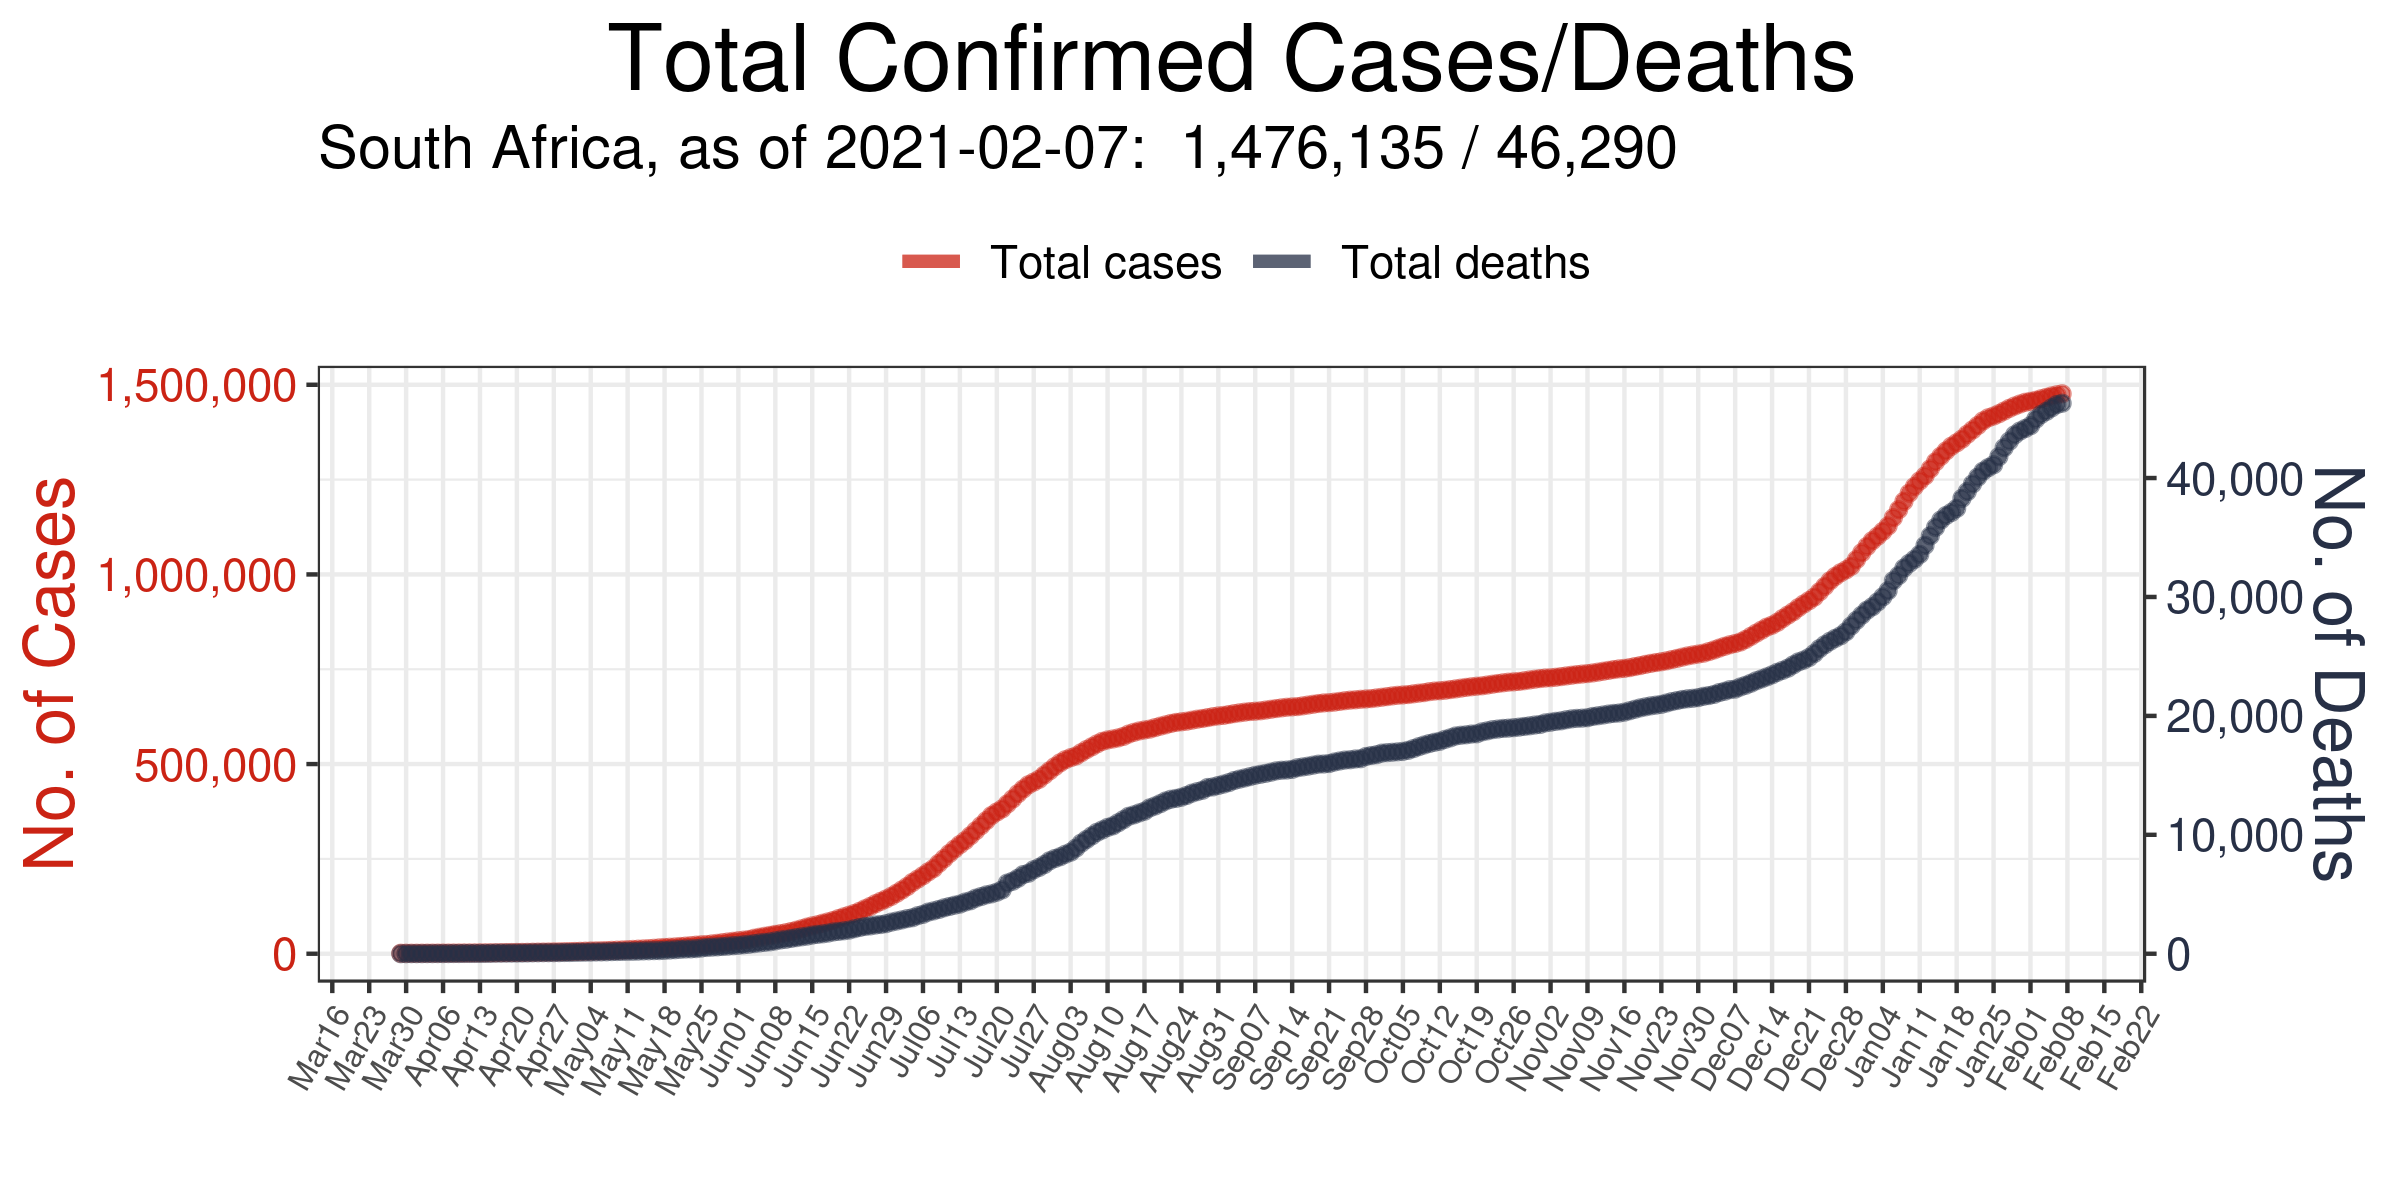 Total Confirmed Cases/Deaths
South Africa, as of 2021-02-07:  1,476,135 / 46,290
Total cases
Total deaths
No. of Cases
1,500,000
1,000,000
500,000
0
40,000
30,000
20,000
10,000
0
No. of Deaths
Mar16
Mar23
Mar30
Apr06
Apr13
Apr20
Apr27
May04
May11
May18
May25
Jun01
Jun08
Jun15
Jun22
Jun29
Jul06
Jul13
Jul20
Jul27
Aug03
Aug10
Aug17
Aug24
Aug31
Sep07
Sep14
Sep21
Sep28
Oct05
Oct12
Oct19
Oct26
Nov02
Nov09
Nov16
Nov23
Nov30
Dec07
Dec14
Dec21
Dec28
Jan04
Jan11
Jan18
Jan25
Feb01
Feb08
Feb15
Feb22